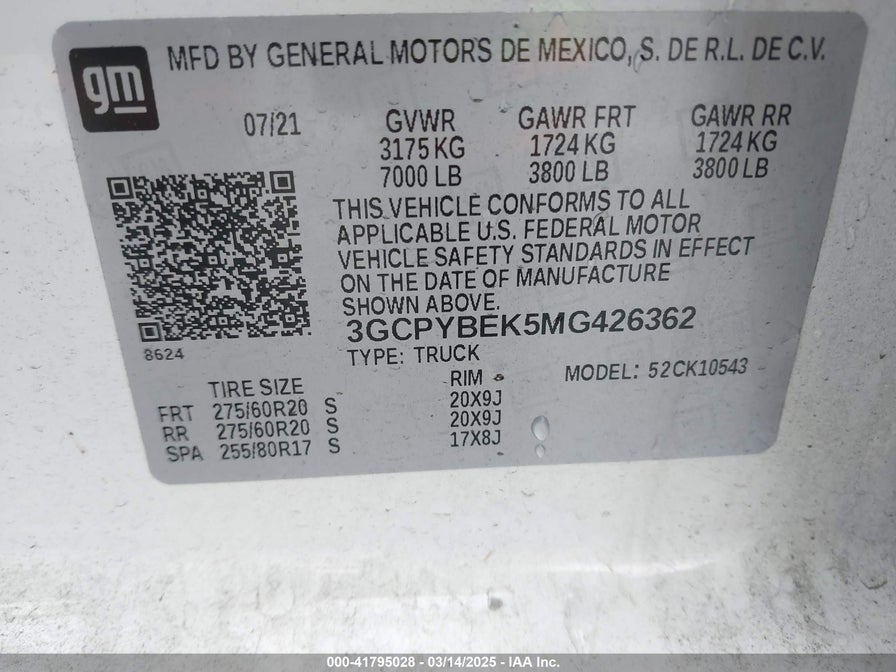 gm
MFD BY GENERAL MOTORS DE MEXICO, S. DE R.L. DE C.V.
07/21 GVWR GAWR FRT GAWR RR
3175 KG 1724 KG 1724 KG
7000 LB 3800 LB 3800 LB
THIS VEHICLE CONFORMS TO ALL
APPLICABLE U.S. FEDERAL MOTOR
VEHICLE SAFETY STANDARDS IN EFFECT
ON THE DATE OF MANUFACTURE
SHOWN ABOVE.
3GCPYBEK5MG426362
8624
TYPE: TRUCK MODEL: 52CK10543
TIRE SIZE RIM
FRT 275/60R20 S 20X9J
RR 275/60R20 S 20X9J
SPA 255/80R17 S 17X8J
000-41795028 - 03/14/2025 - IAA Inc.